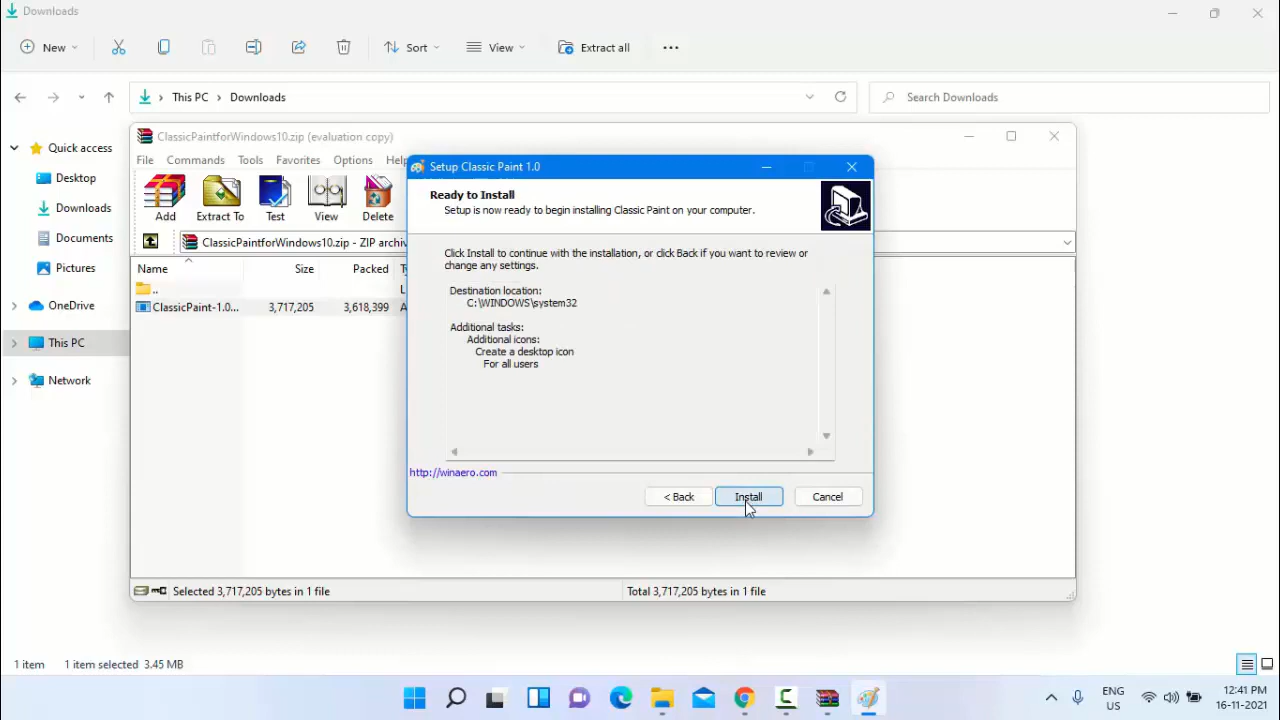 Downloads
New
Sort
View
Extract all
This PC > Downloads
Search Downloads
Quick access
Desktop
Downloads
Documents
Pictures
OneDrive
This PC
Network
ClassicPaintforWindows10.zip (evaluation copy)
File Commands Tools Favorites Options
Add Extract To Test View Delete
ClassicPaintforWindows10.zip - ZIP
Name Size Packed
..
ClassicPaint-1.0... 3,717,205 3,618,399
Setup Classic Paint 1.0
Ready to Install
Setup is now ready to begin installing Classic Paint on your computer.
Click Install to continue with the installation, or click Back if you want to review or
change any settings.
Destination location:
C:\WINDOWS\system32
Additional tasks:
Additional icons:
Create a desktop icon
For all users
http://winaero.com
< Back Install Cancel
Selected 3,717,205 bytes in 1 file Total 3,717,205 bytes in 1 file
1 item 1 item selected 3.45 MB
ENG
US
12:41 PM
16-11-2021